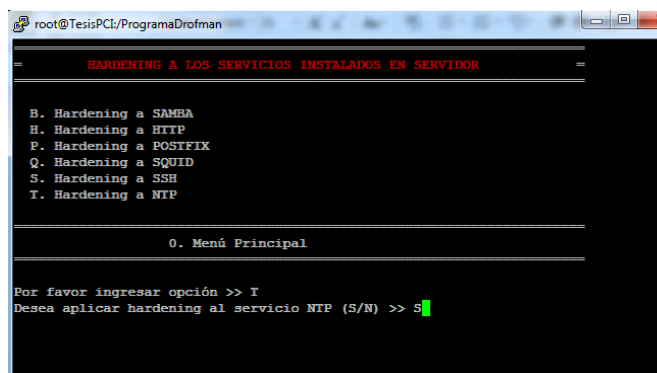 root@TesisPCI:/ProgramaDrofman
= HARDENING A LOS SERVICIOS INSTALADOS EN SERVIDOR =
B. Hardening a SAMBA
H. Hardening a HTTP
P. Hardening a POSTFIX
Q. Hardening a SQUID
S. Hardening a SSH
T. Hardening a NTP
0. Menú Principal
Por favor ingresar opción >> T
Desea aplicar hardening al servicio NTP (S/N) >> S